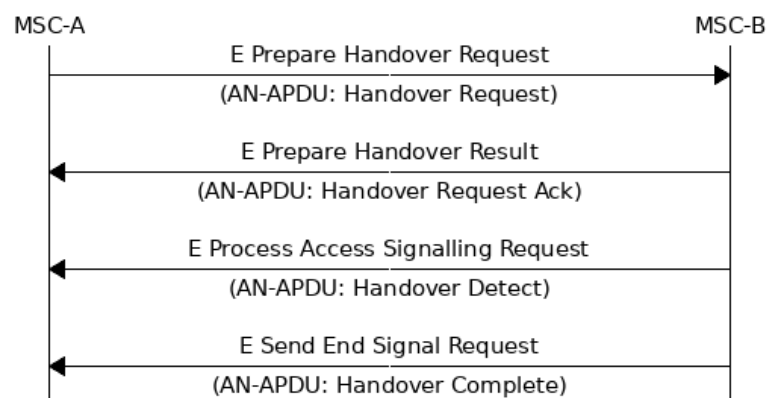 MSC-A MSC-B
E Prepare Handover Request
(AN-APDU: Handover Request)
E Prepare Handover Result
(AN-APDU: Handover Request Ack)
E Process Access Signalling Request
(AN-APDU: Handover Detect)
E Send End Signal Request
(AN-APDU: Handover Complete)